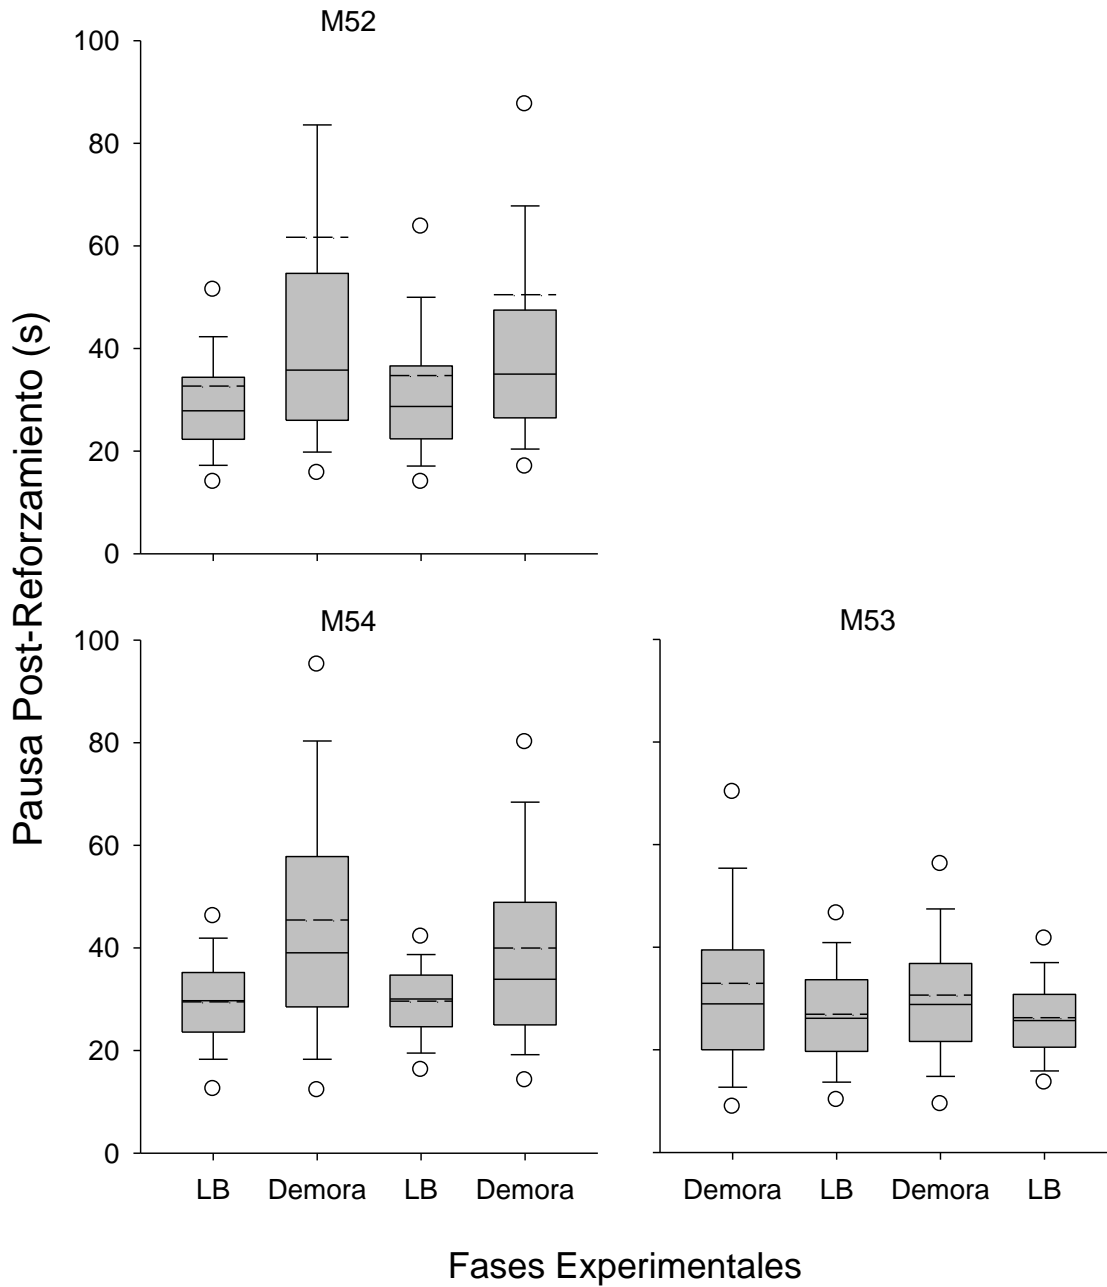 M52
100
80
60
40
20
0
Pausa Post-Reforzamiento (s)
M54
M53
100
80
60
40
20
0
LB Demora LB Demora
Demora LB Demora LB
Fases Experimentales